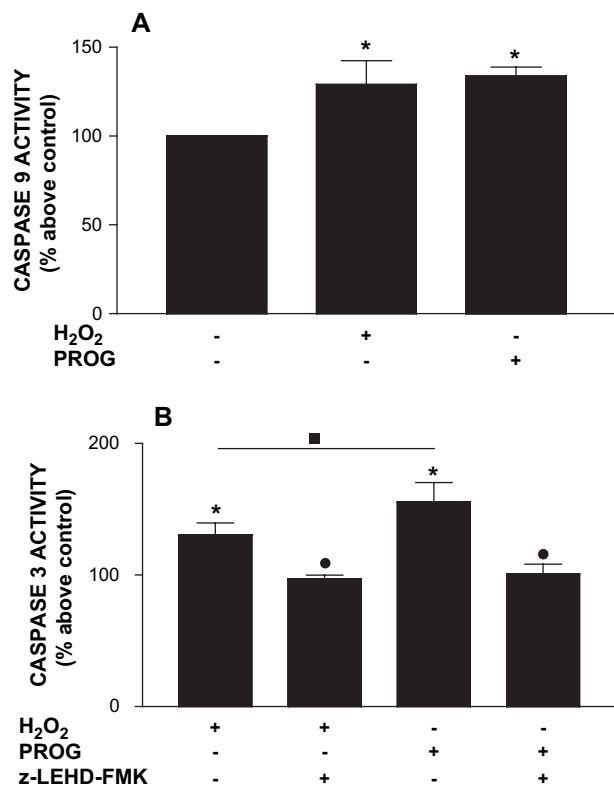 A
CASPASE 9 ACTIVITY
(% above control)
150
*
*
100
50
0
H₂O₂ - + -
PROG - - +
B
CASPASE 3 ACTIVITY
(% above control)
200
*
*
100
0
H₂O₂ + + - -
PROG - - + +
z-LEHD-FMK - + - +